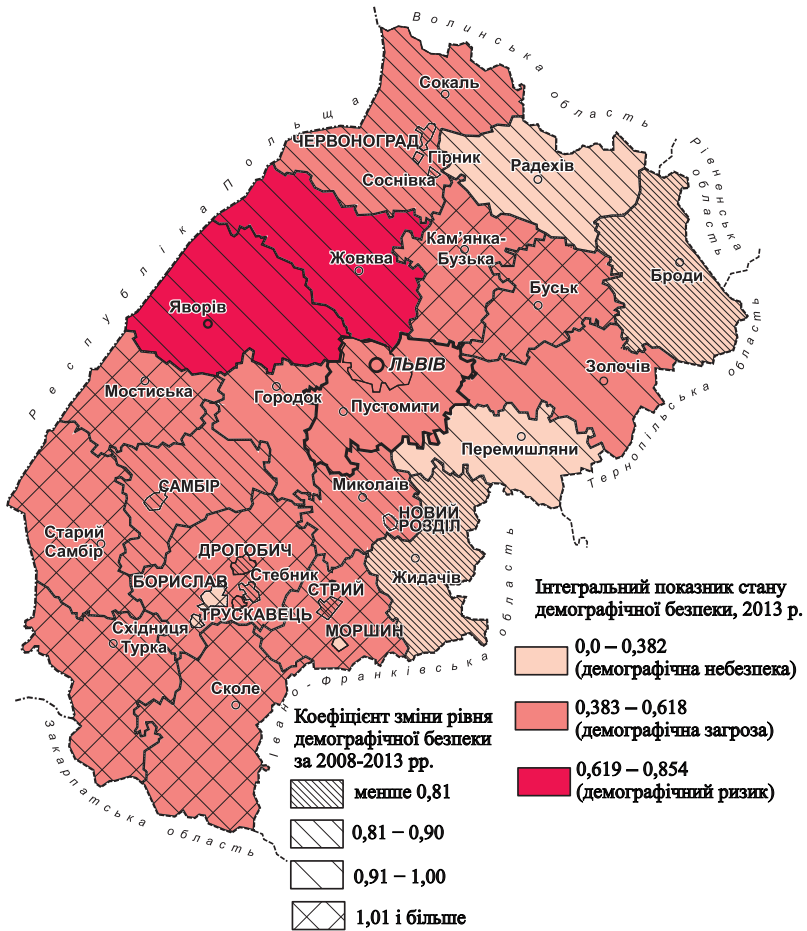 Волинська область
Республіка Польща
Рівненська
область
Тернопільська область
Івано-Франківська область
Закарпатська область
Сокаль
ЧЕРВОНОГРАД
Гірник
Соснівка
Радехів
Кам'янка-
Бузька
Жовква
Броди
Буськ
Яворів
ЛЬВІВ
Золочів
Мостиська
Городок
Пустомити
Перемишляни
САМБІР
Миколаїв
НОВИЙ
РОЗДІЛ
Старий
Самбір
ДРОГОБИЧ
Стебник
БОРИСЛАВ
СТРИЙ
Жидачів
ТРУСКАВЕЦЬ
Східниця
Турка
МОРШИН
Сколе
Інтегральний показник стану
демографічної безпеки, 2013 р.
0,0 – 0,382
(демографічна небезпека)
0,383 – 0,618
(демографічна загроза)
0,619 – 0,854
(демографічний ризик)
Коефіцієнт зміни рівня
демографічної безпеки
за 2008-2013 рр.
менше 0,81
0,81 – 0,90
0,91 – 1,00
1,01 і більше